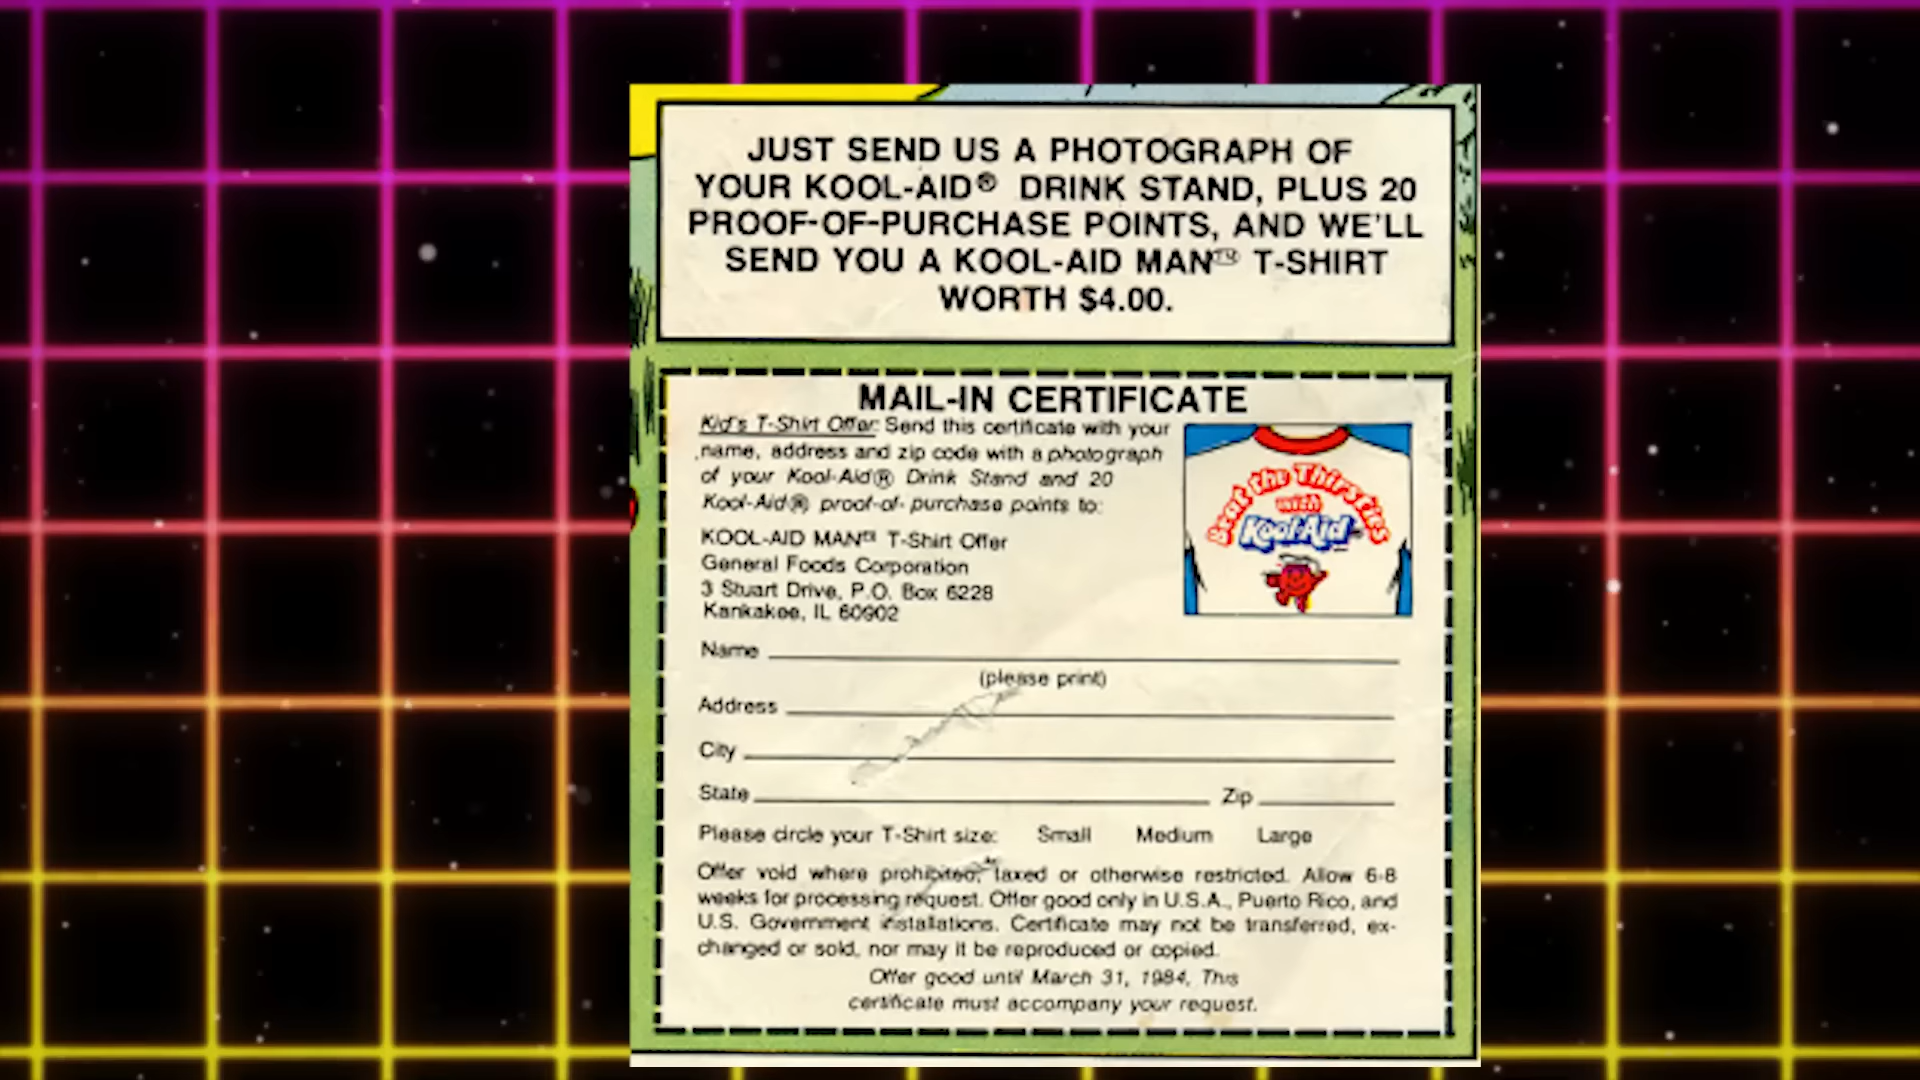 JUST SEND US A PHOTOGRAPH OF
YOUR KOOL-AID® DRINK STAND, PLUS 20
PROOF-OF-PURCHASE POINTS, AND WE'LL
SEND YOU A KOOL-AID MAN™ T-SHIRT
WORTH $4.00.
MAIL-IN CERTIFICATE
Kid's T-Shirt Offer: Send this certificate with your
name, address and zip code with a photograph
of your Kool-Aid® Drink Stand and 20
Kool-Aid® proof-of- purchase points to:
Beat the Thirsties
with
Kool-Aid
KOOL-AID MAN™ T-Shirt Offer
General Foods Corporation
3 Stuart Drive, P.O. Box 6228
Kankakee, IL 60902
Name
(please print)
Address
City
State Zip
Please circle your T-Shirt size: Small Medium Large
Offer void where prohibited, taxed or otherwise restricted. Allow 6-8
weeks for processing request. Offer good only in U.S.A., Puerto Rico, and
U.S. Government installations. Certificate may not be transferred, ex-
changed or sold, nor may it be reproduced or copied.
Offer good until March 31, 1984. This
certificate must accompany your request.